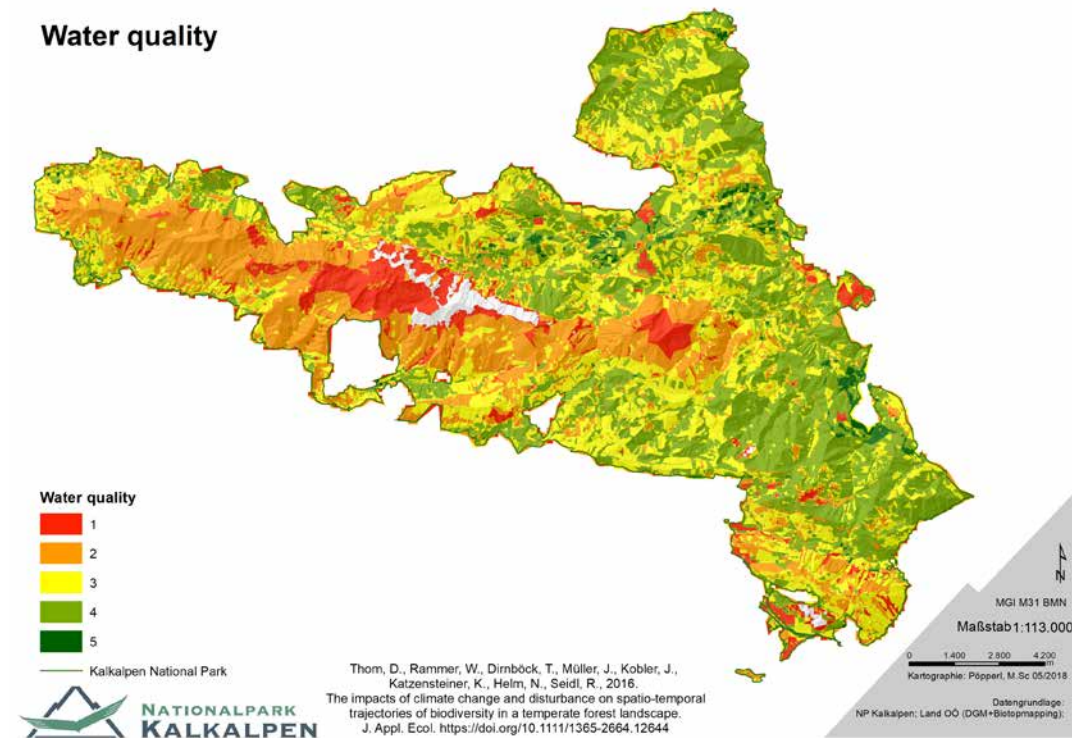 Water quality
Water quality
1
2
3
4
5
Kalkalpen National Park
NATIONALPARK
KALKALPEN
Thom, D., Rammer, W., Dirnböck, T., Müller, J., Kobler, J.,
Katzensteiner, K., Helm, N., Seidl, R., 2016.
The impacts of climate change and disturbance on spatio-temporal
trajectories of biodiversity in a temperate forest landscape.
J. Appl. Ecol. https://doi.org/10.1111/1365-2664.12644
N
MGI M31 BMN
Maßstab1:113.000
0 1.400 2.800 4.200
m
Kartographie: Pöpperl, M.Sc 05/2018
Datengrundlage:
NP Kalkalpen; Land OÖ (DGM+Biotopmapping);